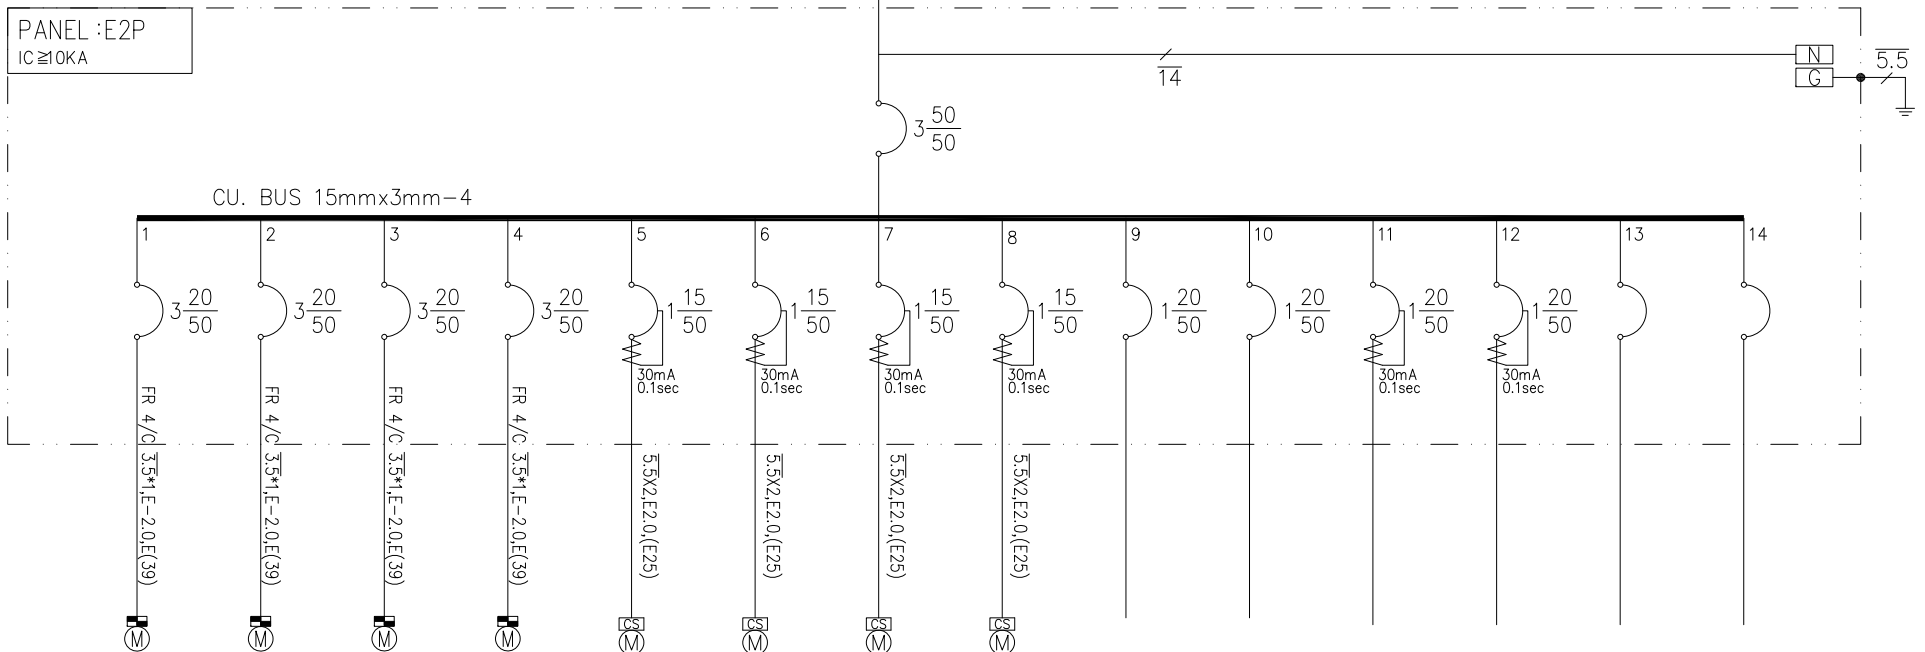 PANEL :E2P
IC≧10KA
14
N
G
5.5
3 50/50
CU. BUS 15mmx3mm-4
1
2
3
4
5
6
7
8
9
10
11
12
13
14
3 20/50
3 20/50
3 20/50
3 20/50
1 15/50
1 15/50
1 15/50
1 15/50
1 20/50
1 20/50
1 20/50
1 20/50
30mA
0.1sec
30mA
0.1sec
30mA
0.1sec
30mA
0.1sec
30mA
0.1sec
30mA
0.1sec
FR 4/C 3.5*1,E-2.0,E(39)
FR 4/C 3.5*1,E-2.0,E(39)
FR 4/C 3.5*1,E-2.0,E(39)
FR 4/C 3.5*1,E-2.0,E(39)
5.5X2,E2.0,(E25)
5.5X2,E2.0,(E25)
5.5X2,E2.0,(E25)
5.5X2,E2.0,(E25)
M
M
M
M
CS
M
CS
M
CS
M
CS
M